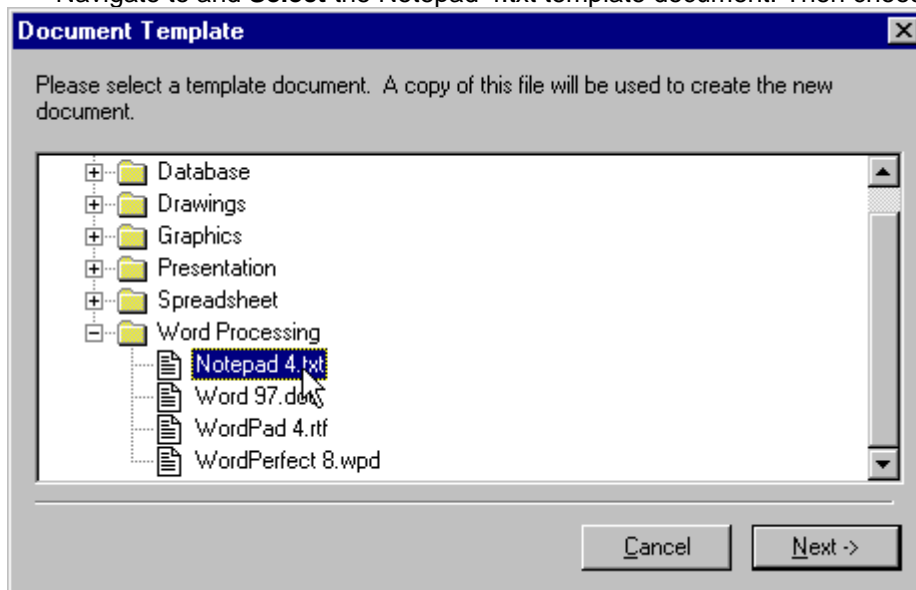 Navigate to and Select the Notepad 4.txt template document. Then choose
Document Template
Please select a template document. A copy of this file will be used to create the new
document.
Database
Drawings
Graphics
Presentation
Spreadsheet
Word Processing
Notepad 4.txt
Word 97.doc
WordPad 4.rtf
WordPerfect 8.wpd
Cancel
Next ->